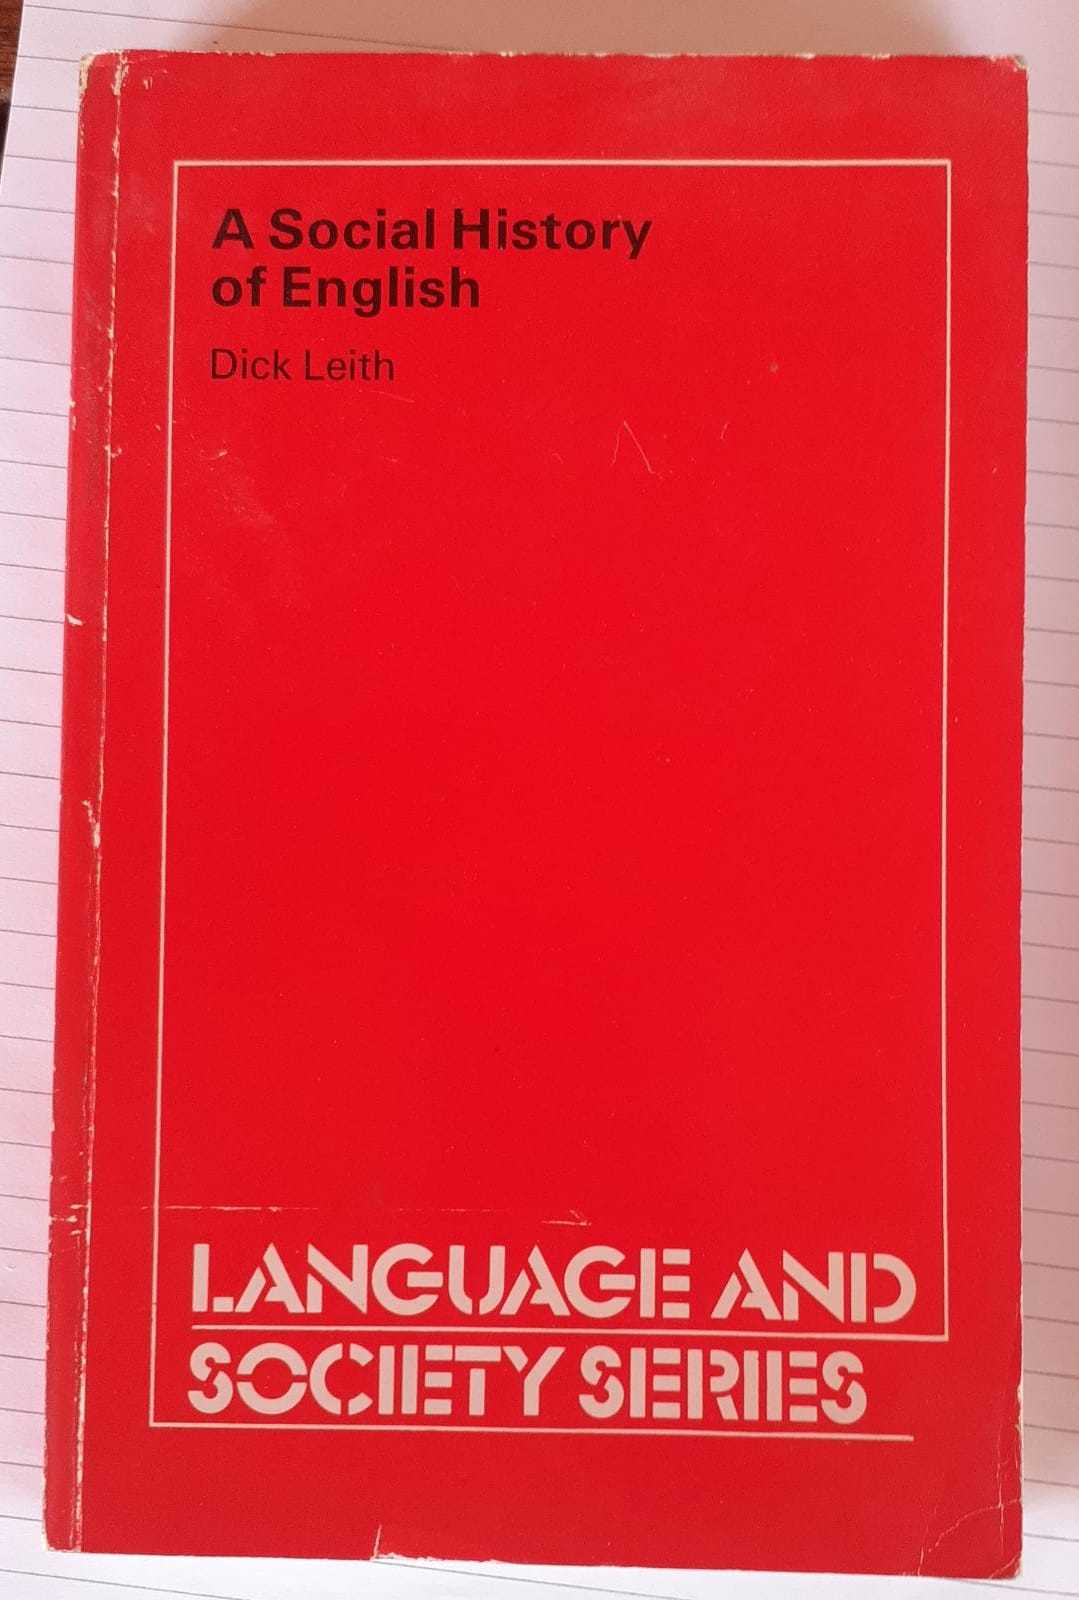 A Social History
of English
Dick Leith
LANGUAGE AND
SOCIETY SERIES